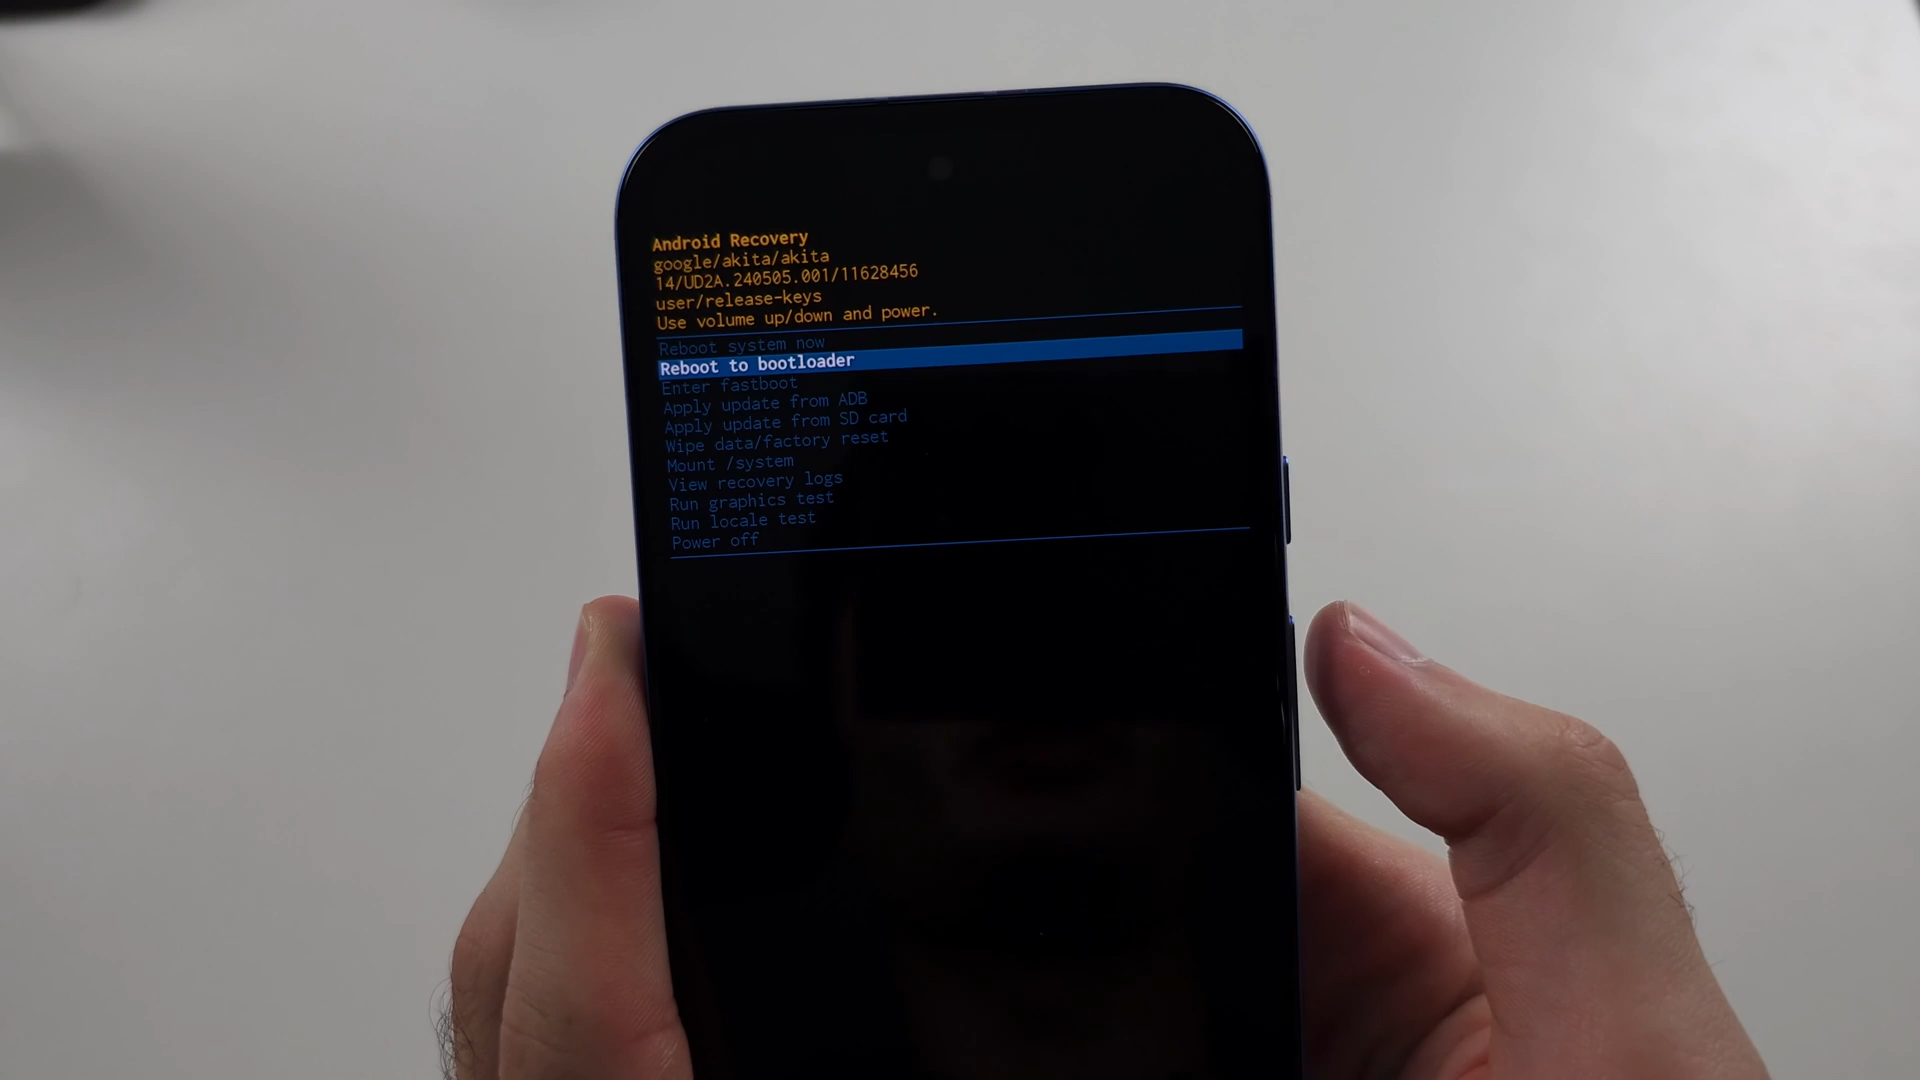 Android Recovery
google/akita/akita
14/UD2A.240505.001/11628456
user/release-keys
Use volume up/down and power.
Reboot system now
Reboot to bootloader
Enter fastboot
Apply update from ADB
Apply update from SD card
Wipe data/factory reset
Mount /system
View recovery logs
Run graphics test
Run locale test
Power off